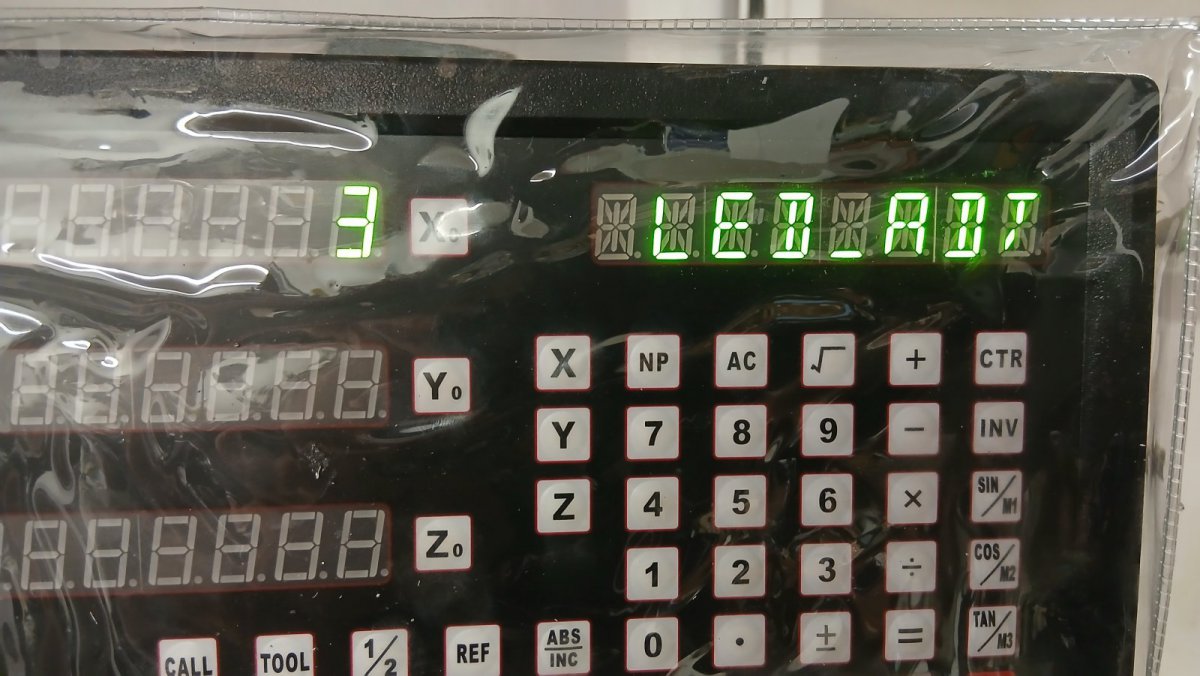 3 X₀ LED_ADT
X NP AC √ + CTR
Y₀
Y 7 8 9 − INV
Z 4 5 6 × SIN/M1
Z₀
1 2 3 ÷ COS/M2
CALL TOOL 1/2 REF ABS/INC 0 · ± = TAN/M3